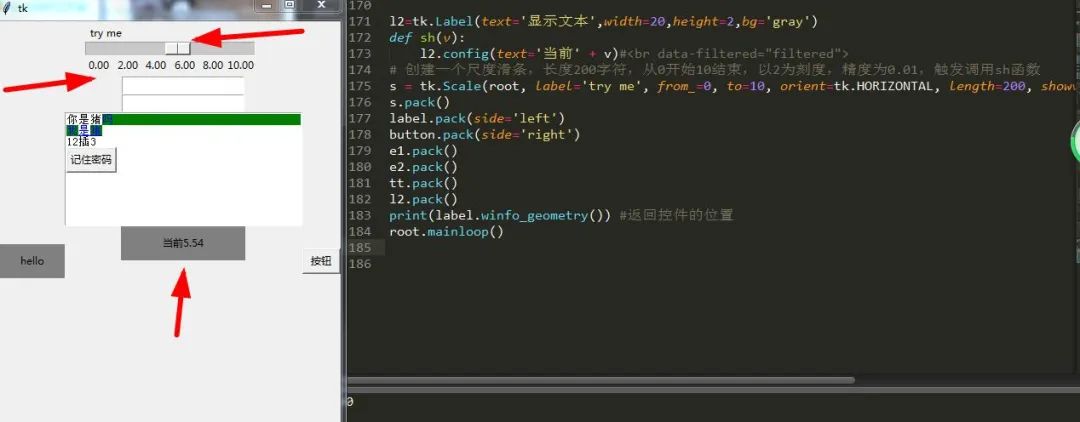 tk
try me
0.00 2.00 4.00 6.00 8.00 10.00
你是猪吗
我是猪
12插3
记住密码
当前5.54
hello
按钮
170
171 l2=tk.Label(text='显示文本',width=20,height=2,bg='gray')
172 def sh(v):
173 l2.config(text='当前' + v)#<br data-filtered="filtered">
174 # 创建一个尺度滑条，长度200字符，从0开始10结束，以2为刻度，精度为0.01，触发调用sh函数
175 s = tk.Scale(root, label='try me', from_=0, to=10, orient=tk.HORIZONTAL, length=200, show
176 s.pack()
177 label.pack(side='left')
178 button.pack(side='right')
179 e1.pack()
180 e2.pack()
181 tt.pack()
182 l2.pack()
183 print(label.winfo_geometry()) #返回控件的位置
184 root.mainloop()
185
186
0